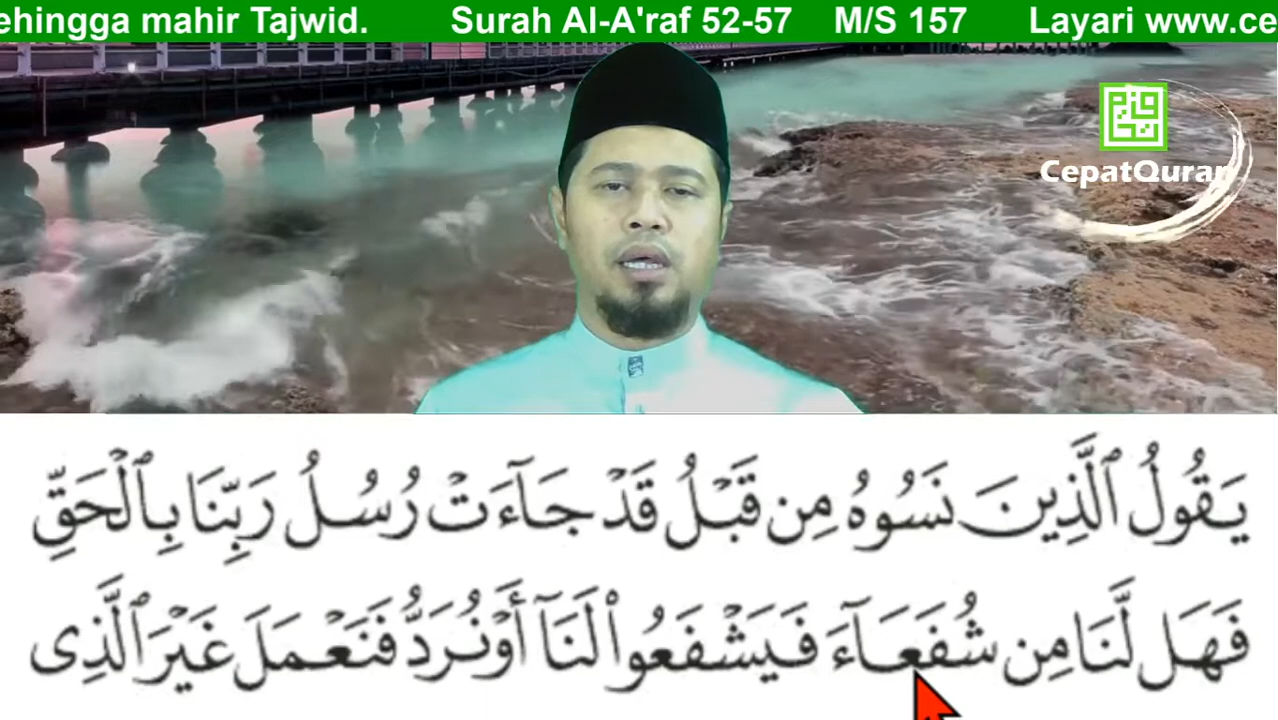 ehingga mahir Tajwid. Surah Al-A'raf 52-57 M/S 157 Layari www.ce
CepatQuran
يَقُولُ ٱلَّذِينَ نَسُوهُ مِن قَبْلُ قَدْ جَآءَتْ رُسُلُ رَبِّنَا بِٱلْحَقِّ
فَهَل لَّنَا مِن شُفَعَآءَ فَيَشْفَعُوا۟ لَنَآ أَوْ نُرَدُّ فَنَعْمَلَ غَيْرَ ٱلَّذِى